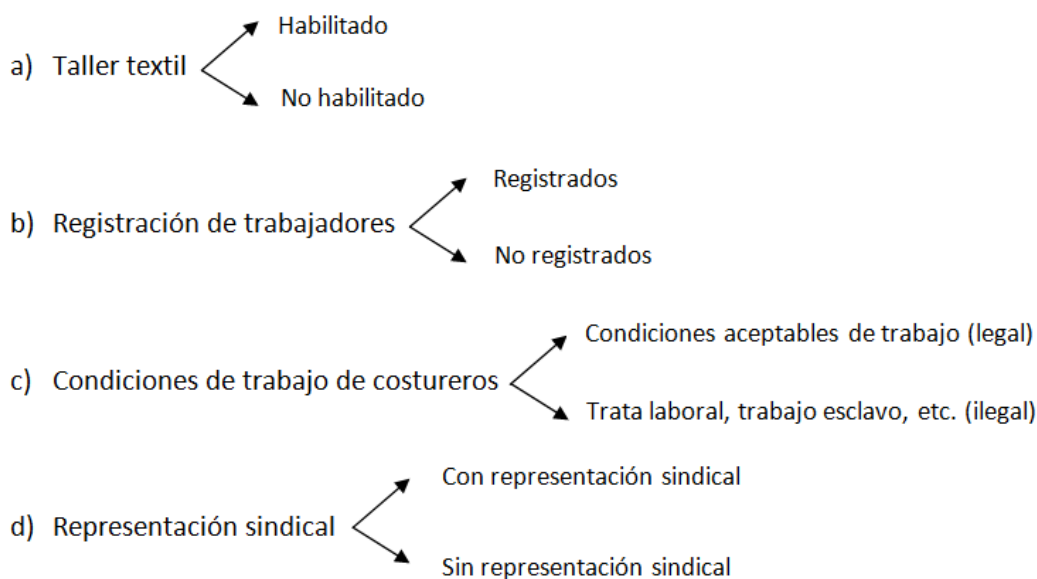 Habilitado
a) Taller textil
No habilitado
Registrados
b) Registración de trabajadores
No registrados
Condiciones aceptables de trabajo (legal)
c) Condiciones de trabajo de costureros
Trata laboral, trabajo esclavo, etc. (ilegal)
Con representación sindical
d) Representación sindical
Sin representación sindical